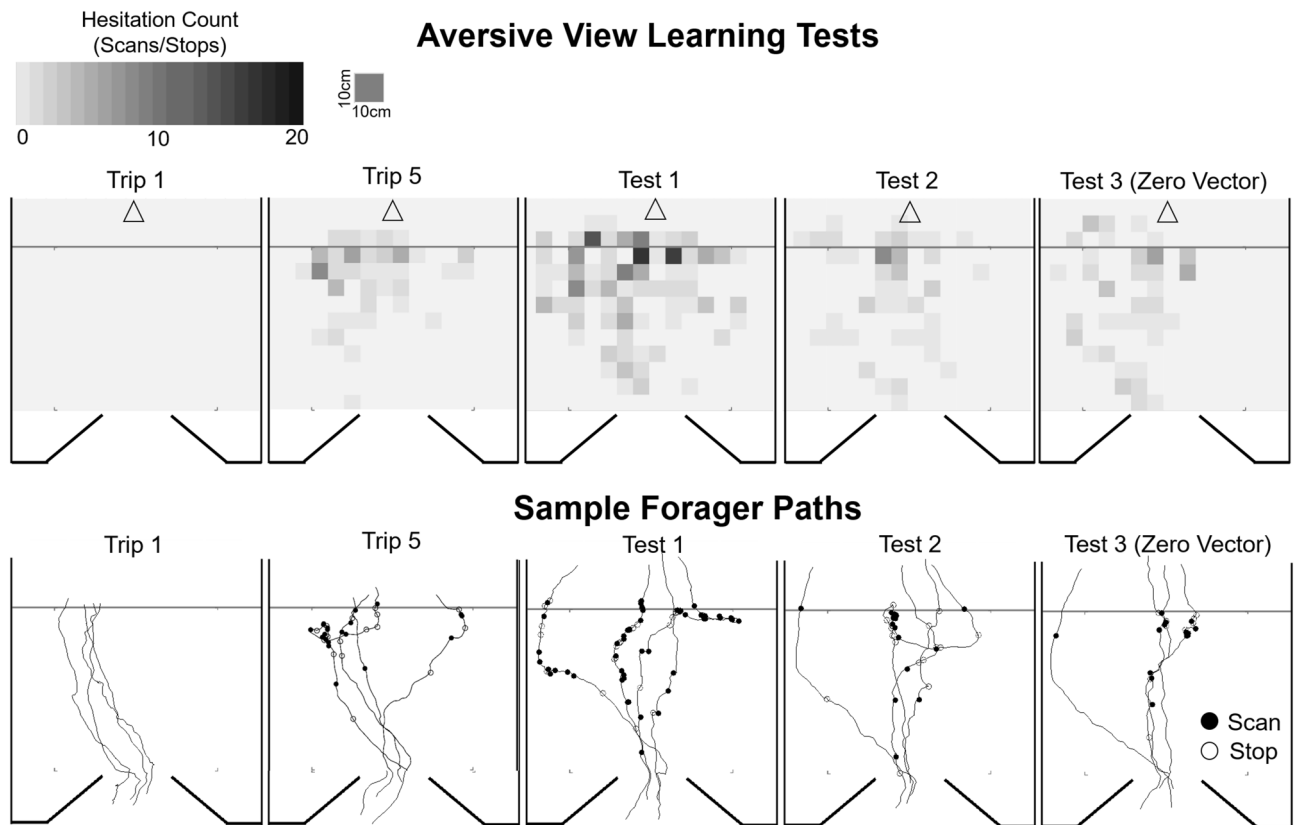 Hesitation Count
(Scans/Stops)
Aversive View Learning Tests
10cm
10cm
0 10 20
Trip 1 Trip 5 Test 1 Test 2 Test 3 (Zero Vector)
Sample Forager Paths
Trip 1 Trip 5 Test 1 Test 2 Test 3 (Zero Vector)
Scan
Stop